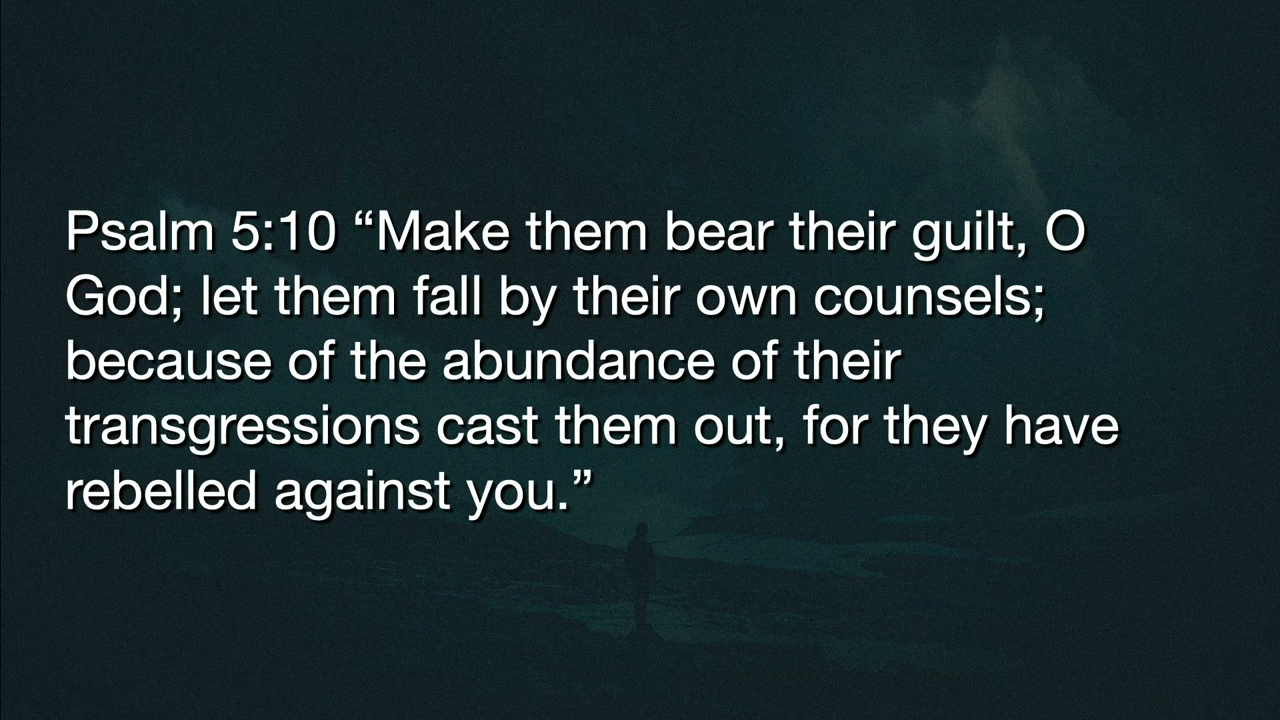 Psalm 5:10 “Make them bear their guilt, O
God; let them fall by their own counsels;
because of the abundance of their
transgressions cast them out, for they have
rebelled against you.”